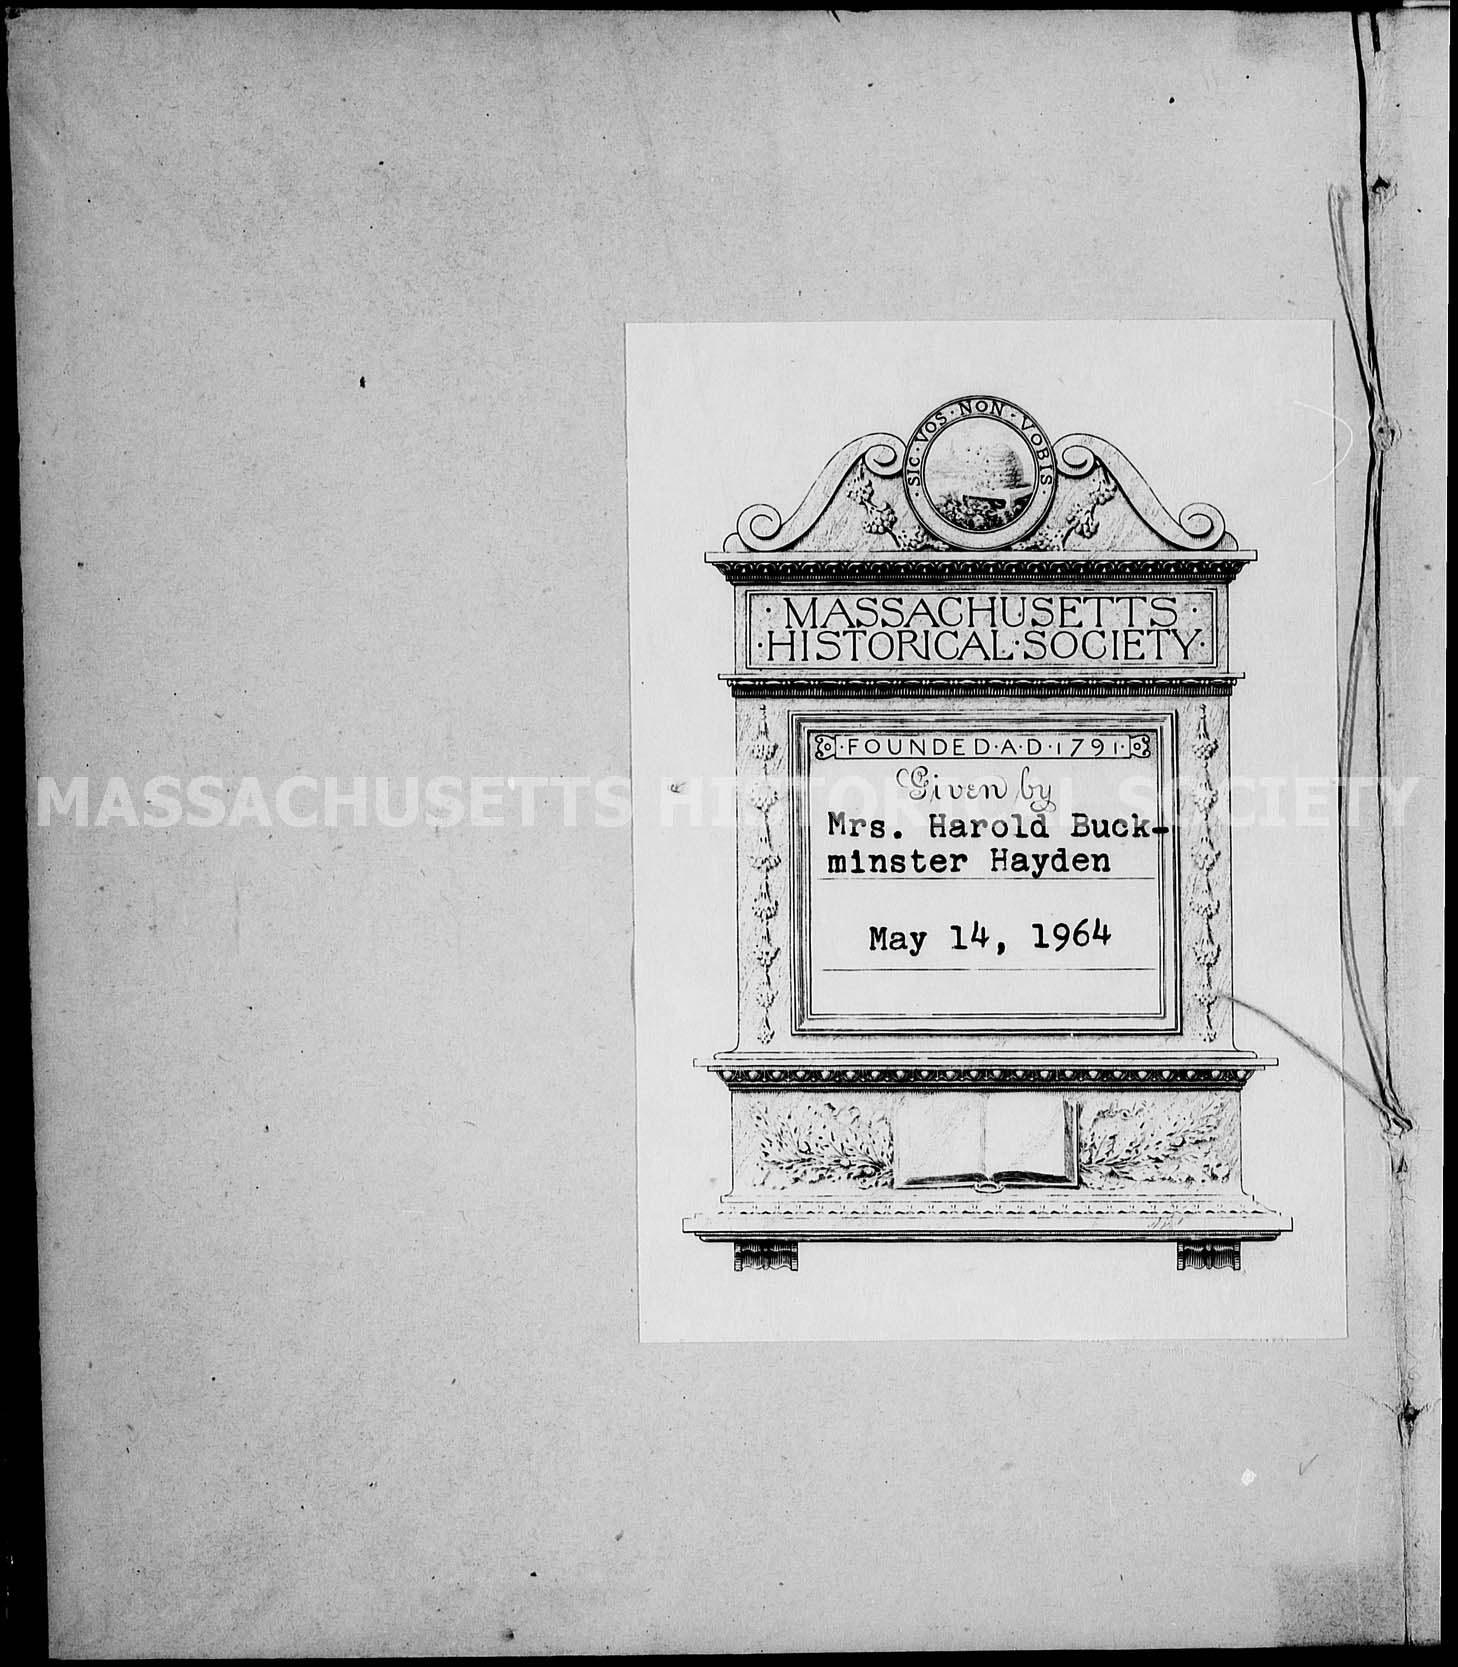 · SIC · VOS · NON · VOBIS ·
· MASSACHUSETTS ·
· HISTORICAL · SOCIETY ·
· FOUNDED · A · D · 1791 ·
Given by
MASSACHUSETTS HISTORICAL SOCIETY
Mrs. Harold Buck-
minster Hayden
May 14, 1964